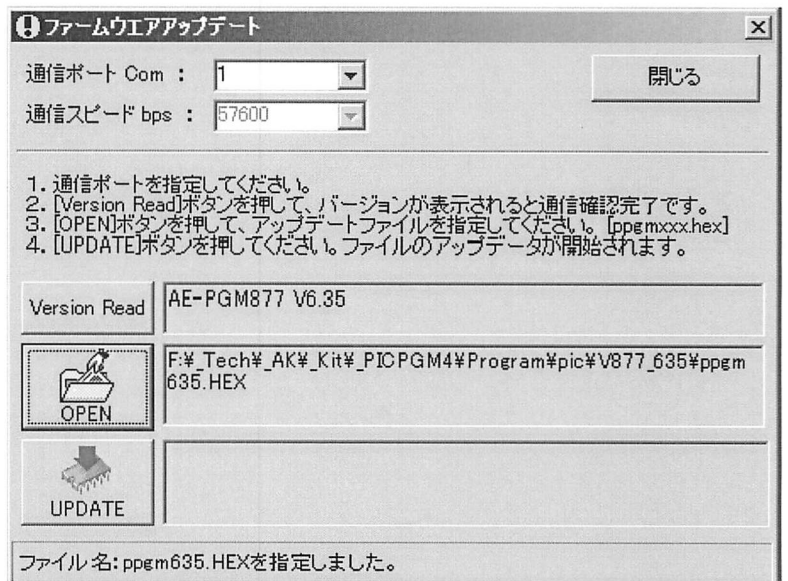 ファームウエアアップデート
通信ポート Com : 1
閉じる
通信スピード bps : 57600
1. 通信ポートを指定してください。
2. [Version Read]ボタンを押して、バージョンが表示されると通信確認完了です。
3. [OPEN]ボタンを押して、アップデートファイルを指定してください。[ppgmxxx.hex]
4. [UPDATE]ボタンを押してください。ファイルのアップデータが開始されます。
Version Read
AE-PGM877 V6.35
F:¥_Tech¥_AK¥_Kit¥_PICPGM4¥Program¥pic¥V877_635¥ppgm
635.HEX
OPEN
UPDATE
ファイル名:ppgm635.HEXを指定しました。